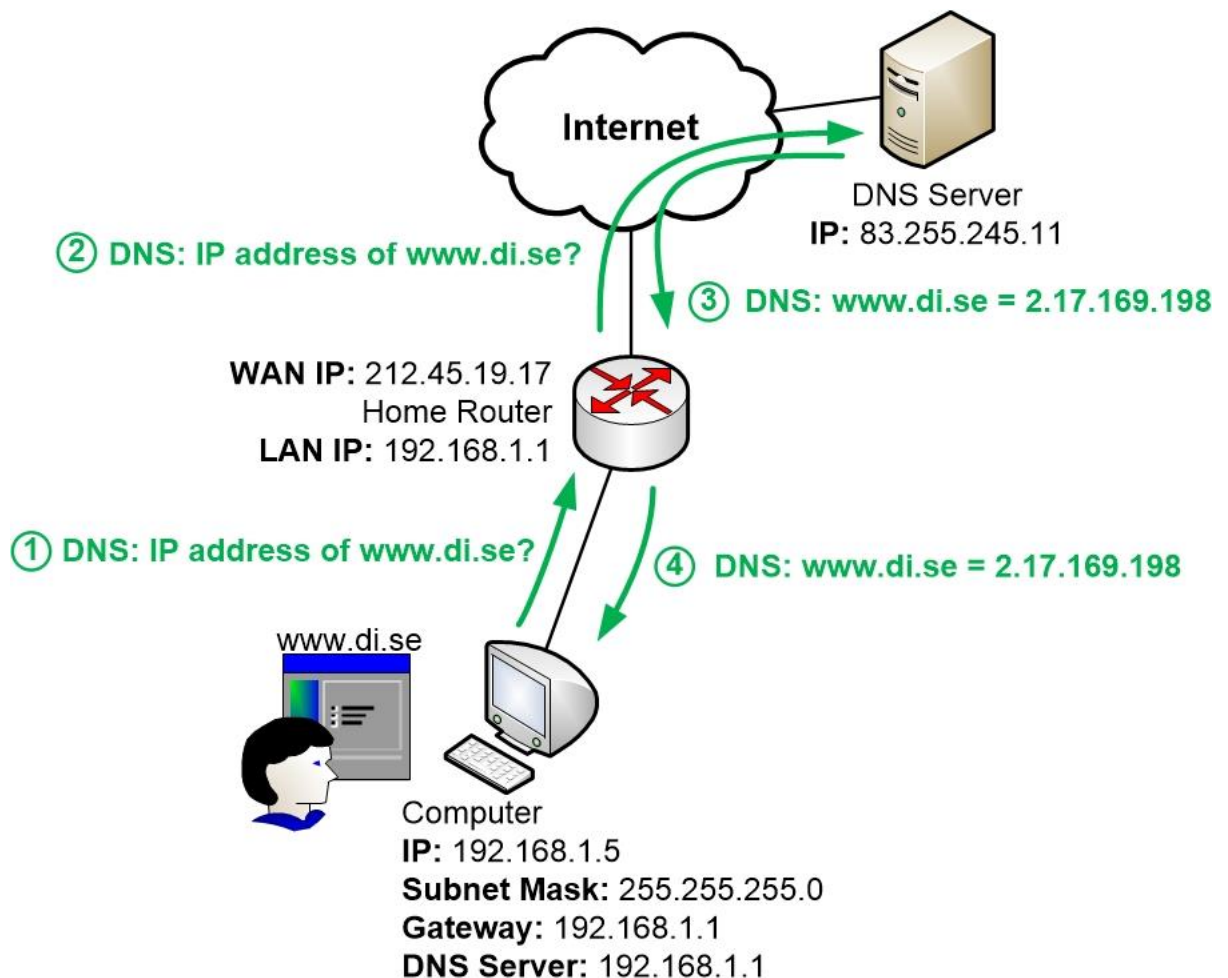 Internet
DNS Server
IP: 83.255.245.11
② DNS: IP address of www.di.se?
③ DNS: www.di.se = 2.17.169.198
WAN IP: 212.45.19.17
Home Router
LAN IP: 192.168.1.1
① DNS: IP address of www.di.se?
④ DNS: www.di.se = 2.17.169.198
www.di.se
Computer
IP: 192.168.1.5
Subnet Mask: 255.255.255.0
Gateway: 192.168.1.1
DNS Server: 192.168.1.1